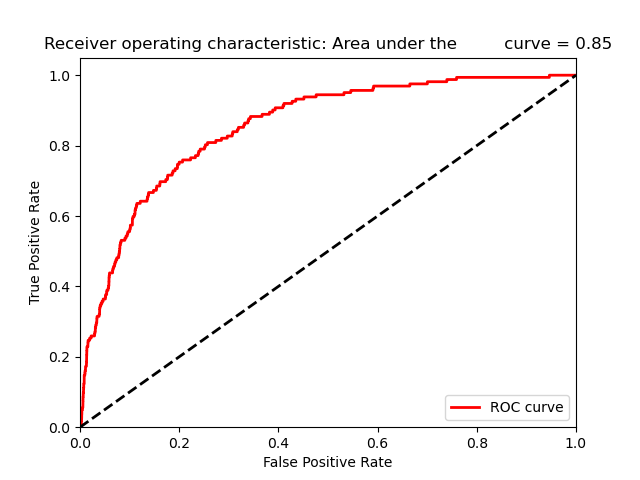 Receiver operating characteristic: Area under the curve = 0.85
True Positive Rate
1.0
0.8
0.6
0.4
0.2
0.0
ROC curve
0.0 0.2 0.4 0.6 0.8 1.0
False Positive Rate